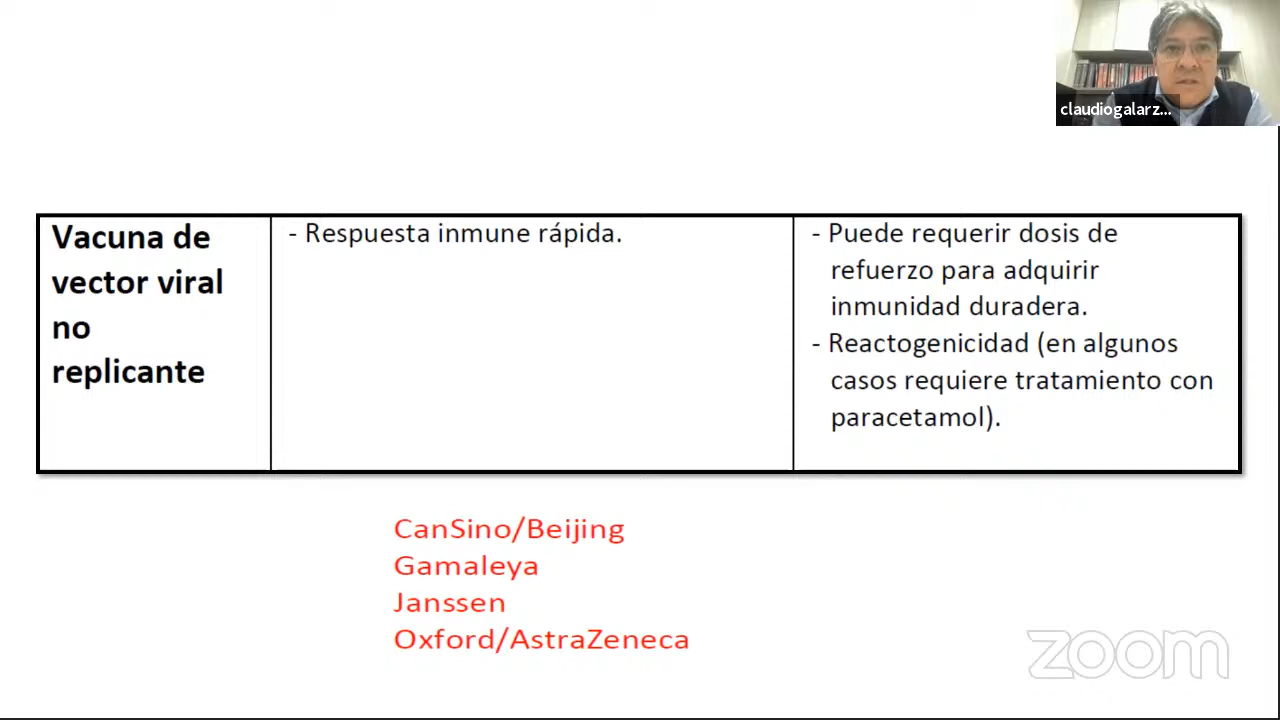 claudiogalarz...
Vacuna de
vector viral
no
replicante
- Respuesta inmune rápida.
- Puede requerir dosis de
refuerzo para adquirir
inmunidad duradera.
- Reactogenicidad (en algunos
casos requiere tratamiento con
paracetamol).
CanSino/Beijing
Gamaleya
Janssen
Oxford/AstraZeneca
zoom